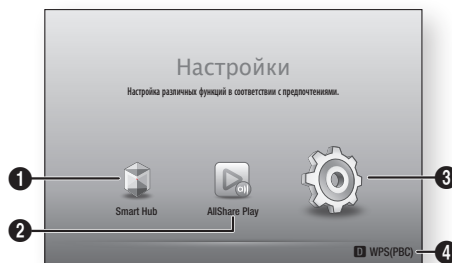 Настройки
Настройка различных функций в соответствии с предпочтениями.
1
3
Smart Hub
AllShare Play
2
D WPS(PBC)
4